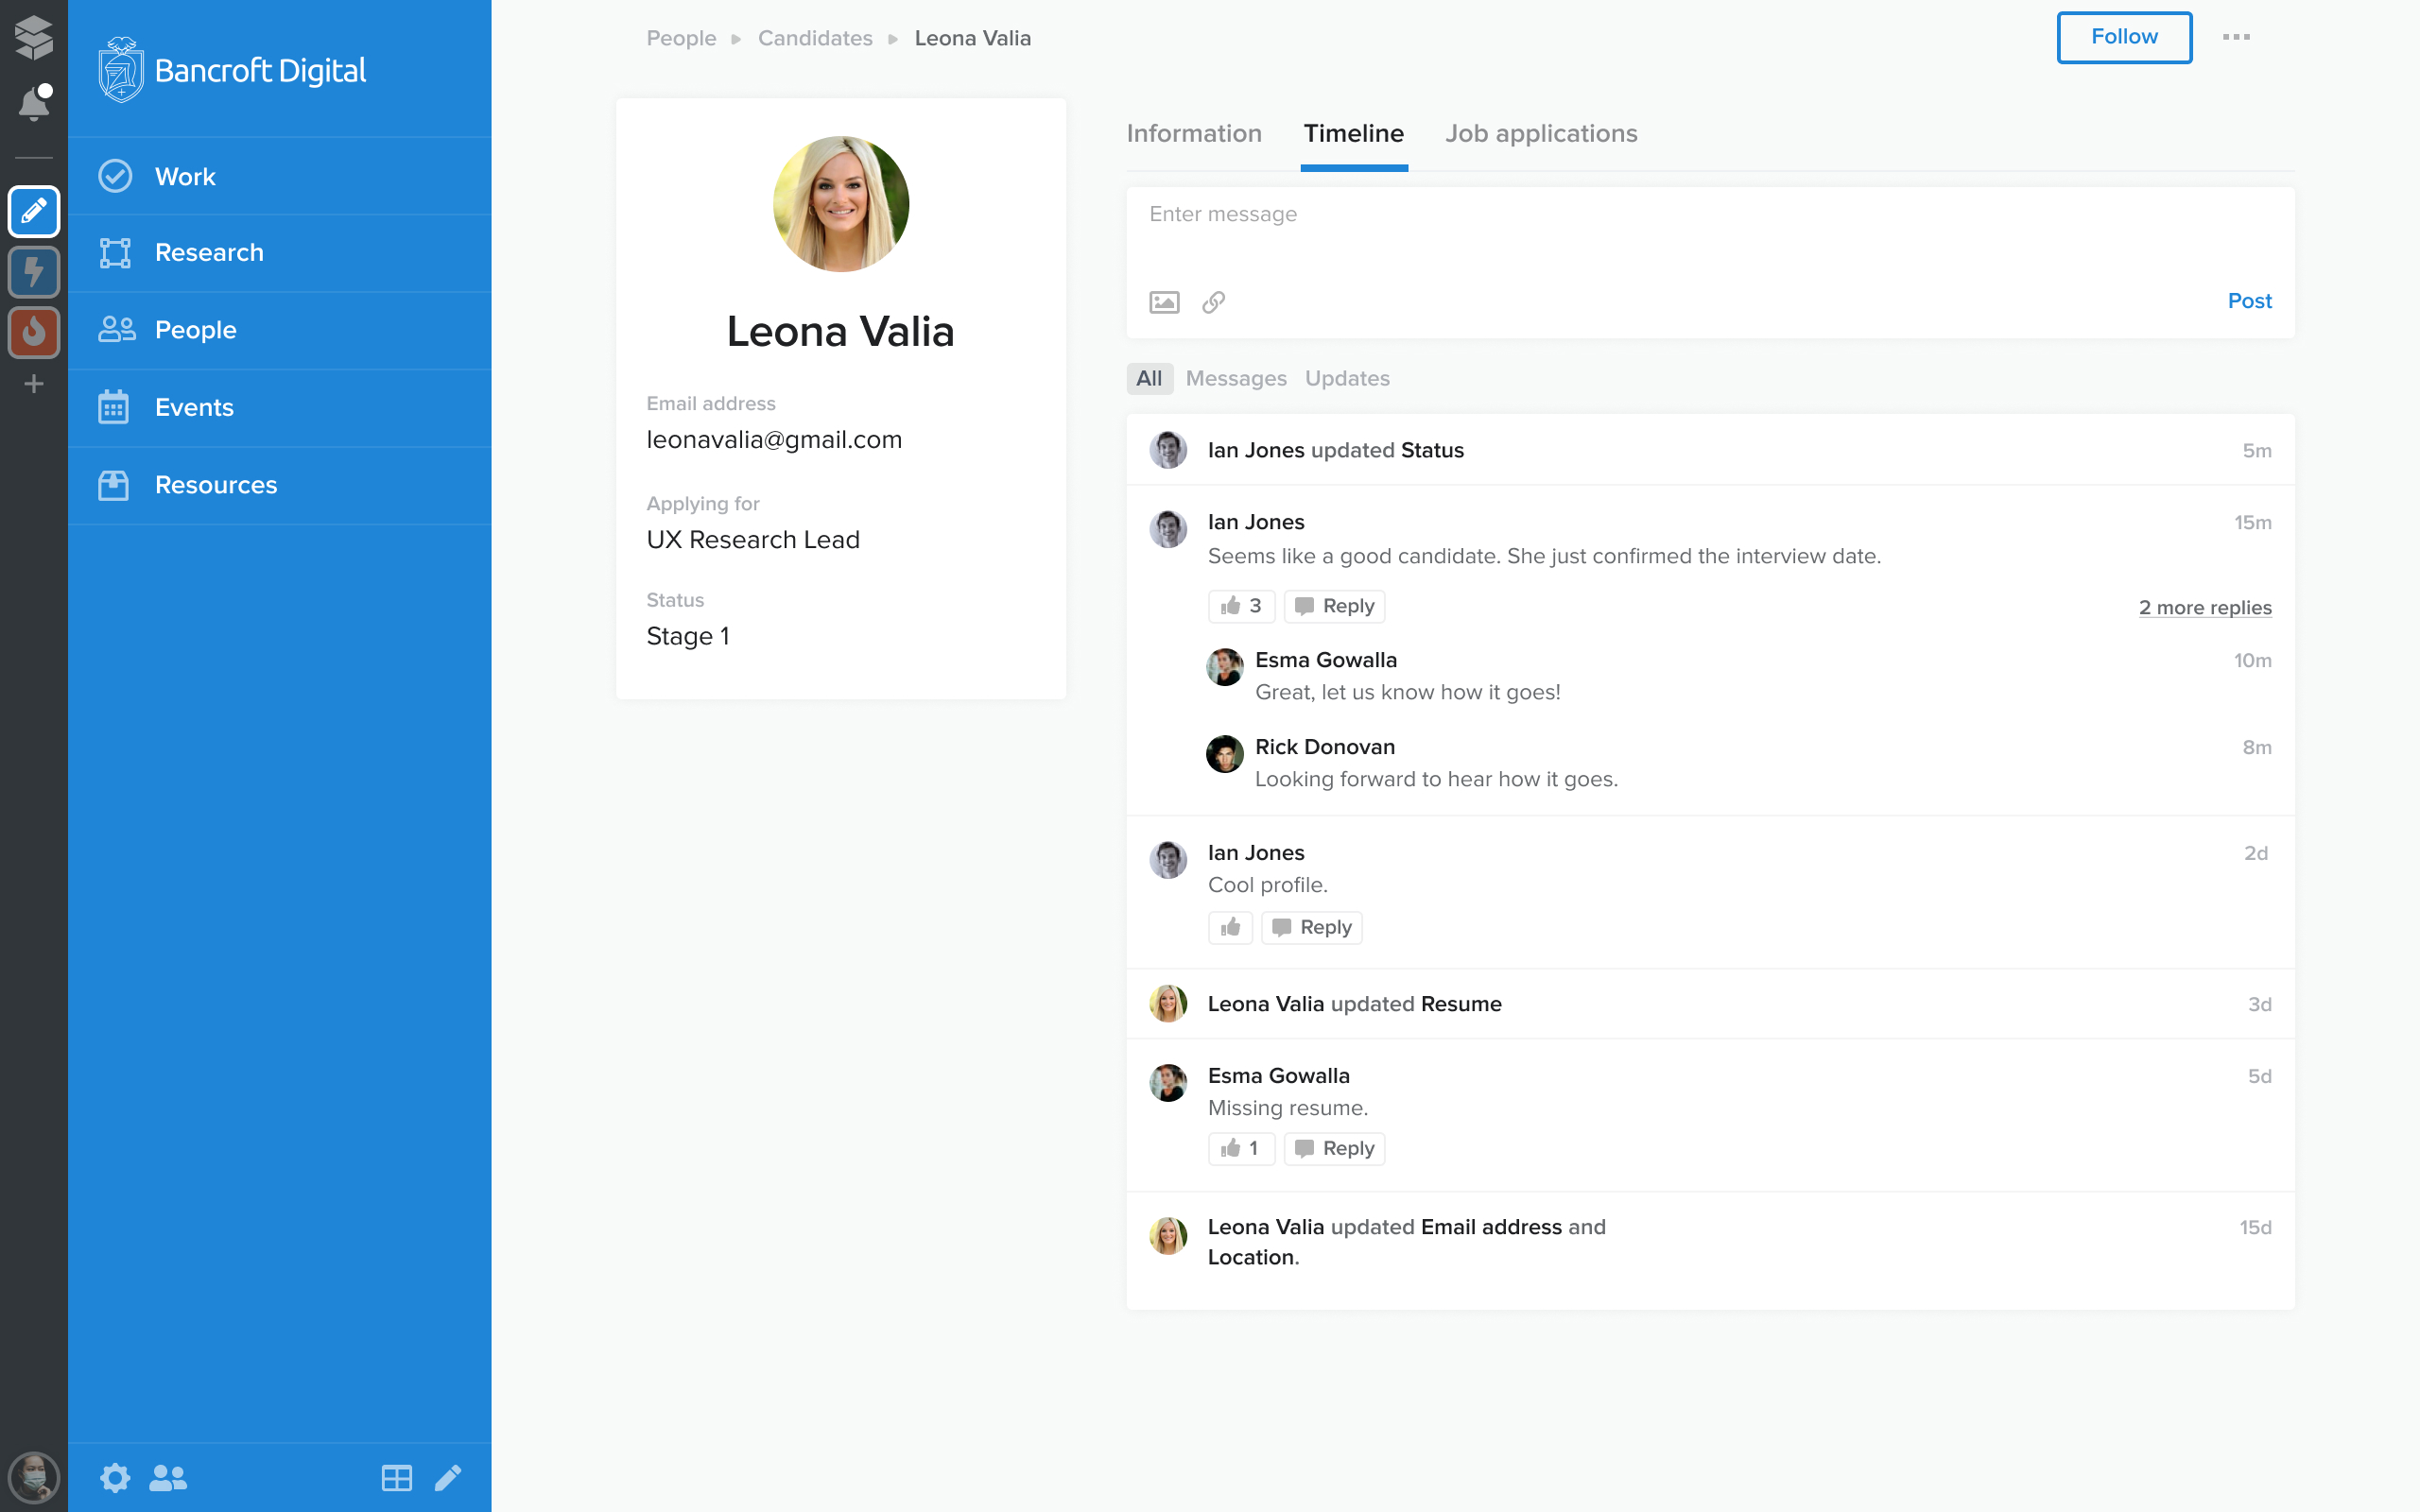 Bancroft Digital
Work
Research
People
Events
Resources
People Candidates Leona Valia
Follow
Leona Valia
Email address
leonavalia@gmail.com
Applying for
UX Research Lead
Status
Stage 1
Information Timeline Job applications
Enter message
Post
All Messages Updates
Ian Jones updated Status 5m
Ian Jones 15m
Seems like a good candidate. She just confirmed the interview date.
3 Reply 2 more replies
Esma Gowalla 10m
Great, let us know how it goes!
Rick Donovan 8m
Looking forward to hear how it goes.
Ian Jones 2d
Cool profile.
Reply
Leona Valia updated Resume 3d
Esma Gowalla 5d
Missing resume.
1 Reply
Leona Valia updated Email address and 15d
Location.